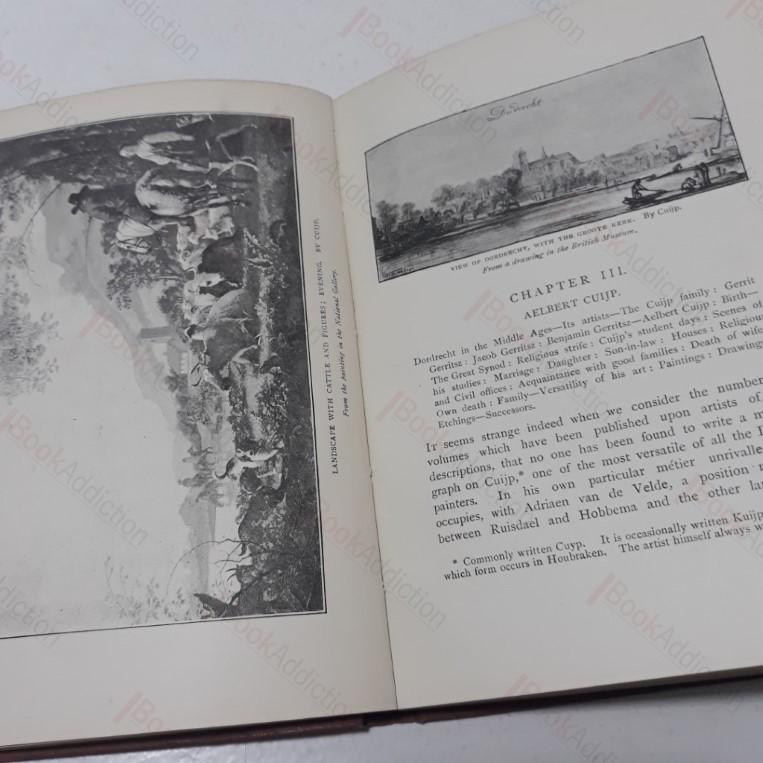 LANDSCAPE WITH CATTLE AND FIGURES; EVENING. BY CUIJP.
From the painting in the National Gallery.
Dordrecht
VIEW OF DORDRECHT, WITH THE GROOTE KERK. By Cuijp.
From a drawing in the British Museum.
CHAPTER III.
AELBERT CUIJP.
Dordrecht in the Middle Ages—Its artists—The Cuijp family: Gerrit
Gerritsz: Jacob Gerritsz: Benjamin Gerritsz—Aelbert Cuijp: Birth—
The Great Synod: Religious strife: Cuijp's student days: Scenes of
his studies: Marriage: Daughter: Son-in-law: Houses: Religious
and Civil offices: Acquaintance with good families: Death of wife:
Own death: Family—Versatility of his art: Paintings: Drawings
Etchings—Successors.
IT seems strange indeed when we consider the number
volumes which have been published upon artists of
descriptions, that no one has been found to write a m
graph on Cuijp,* one of the most versatile of all the
painters. In his own particular métier unrivalle
occupies, with Adriaen van de Velde, a position
between Ruisdael and Hobbema and the other la
* Commonly written Cuyp. It is occasionally written Kuijp
which form occurs in Houbraken. The artist himself always w
BookAddiction